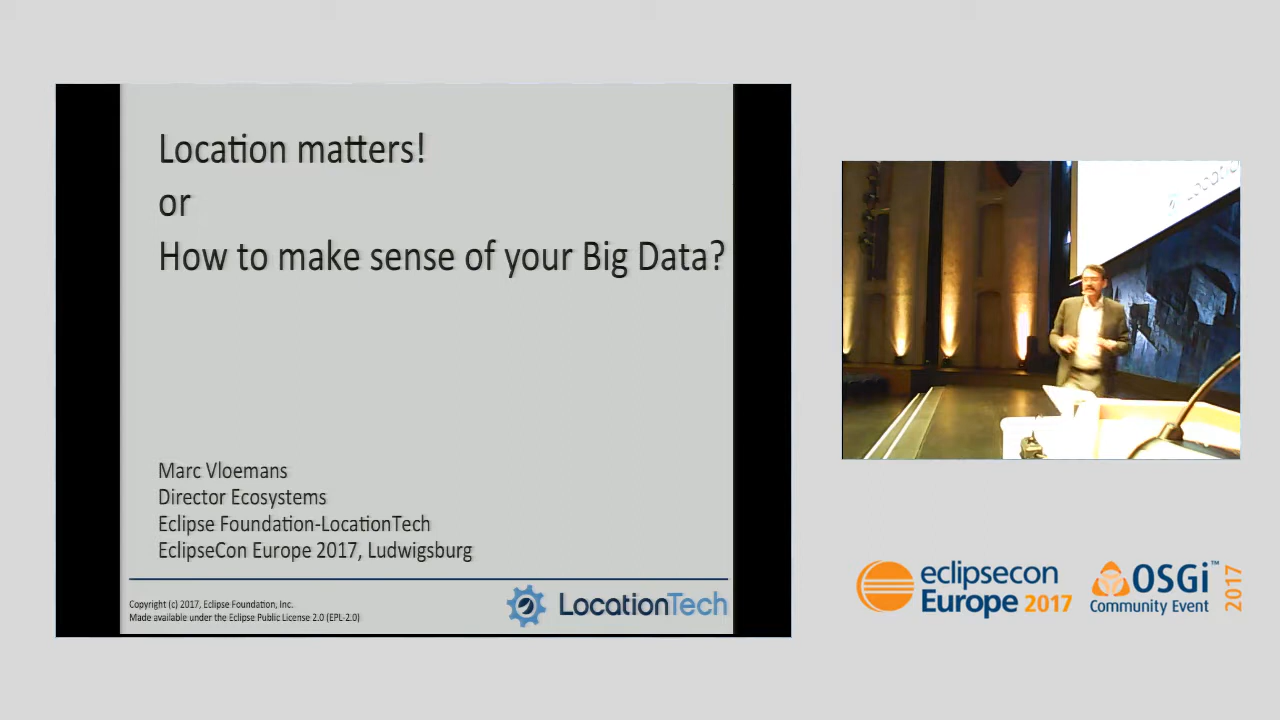 Location matters!
or
How to make sense of your Big Data?
Marc Vloemans
Director Ecosystems
Eclipse Foundation-LocationTech
EclipseCon Europe 2017, Ludwigsburg
Copyright (c) 2017, Eclipse Foundation, Inc.
Made available under the Eclipse Public License 2.0 (EPL-2.0)
LocationTech
eclipsecon
Europe 2017
OSGi™
Community Event
2017